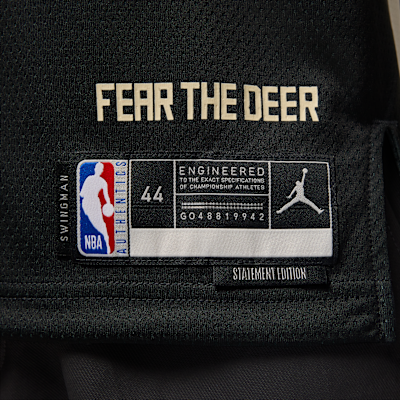 FEAR THE DEER
SWINGMAN
NBA
AUTHENTICS
44
ENGINEERED
TO THE EXACT SPECIFICATIONS
OF CHAMPIONSHIP ATHLETES
GO48819942
STATEMENT EDITION